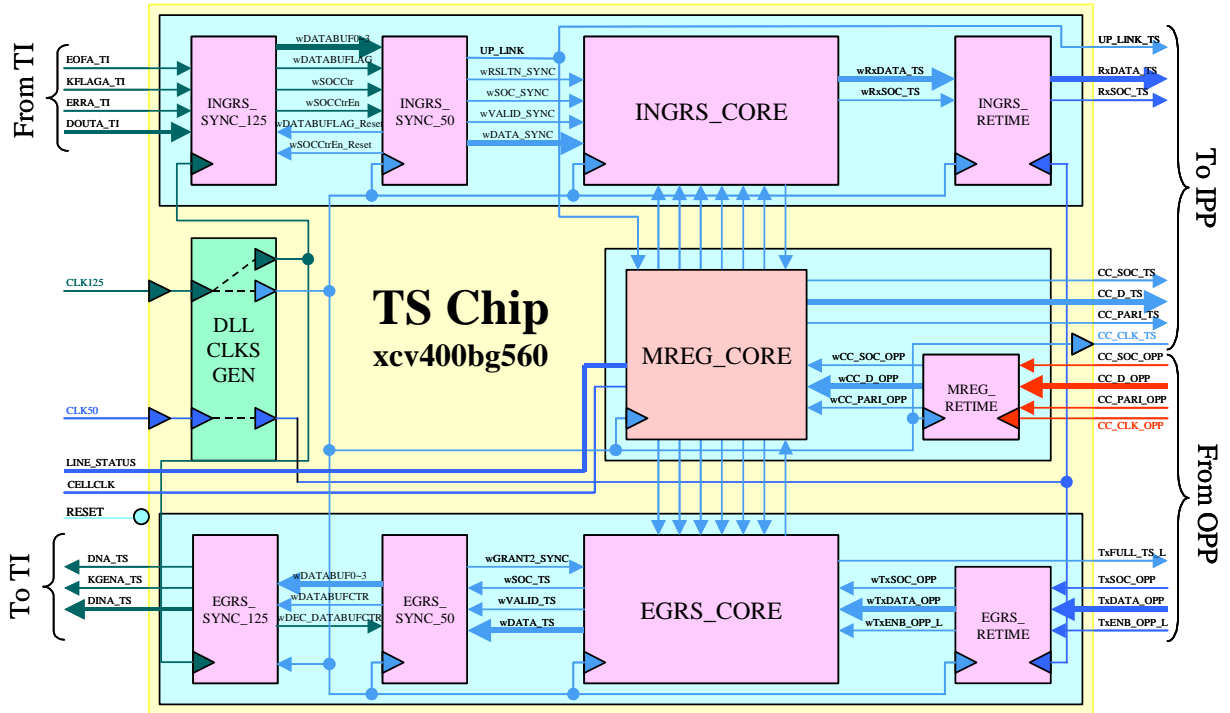 From TI
EOFA_TI
KFLAGA_TI
ERRA_TI
DOUTA_TI
INGRS_
SYNC_125
wDATABUF0~3
wDATABUFLAG
wSOCCtr
wSOCCtrEn
wDATABUFLAG_Reset
wSOCCtrEn_Reset
INGRS_
SYNC_50
UP_LINK
wRSLTN_SYNC
wSOC_SYNC
wVALID_SYNC
wDATA_SYNC
INGRS_CORE
wRxDATA_TS
wRxSOC_TS
INGRS_
RETIME
UP_LINK_TS
RxDATA_TS
RxSOC_TS
To IPP
CLK125
CLK50
DLL
CLKS
GEN
TS Chip
xcv400bg560
MREG_CORE
CC_SOC_TS
CC_D_TS
CC_PARI_TS
CC_CLK_TS
wCC_SOC_OPP
wCC_D_OPP
wCC_PARI_OPP
MREG_
RETIME
CC_SOC_OPP
CC_D_OPP
CC_PARI_OPP
CC_CLK_OPP
From OPP
LINE_STATUS
CELLCLK
RESET
To TI
DNA_TS
KGENA_TS
DINA_TS
EGRS_
SYNC_125
wDATABUF0~3
wDATABUFCTR
wDEC_DATABUFCTR
EGRS_
SYNC_50
wGRANT2_SYNC
wSOC_TS
wVALID_TS
wDATA_TS
EGRS_CORE
wTxSOC_OPP
wTxDATA_OPP
wTxENB_OPP_L
EGRS_
RETIME
TxFULL_TS_L
TxSOC_OPP
TxDATA_OPP
TxENB_OPP_L